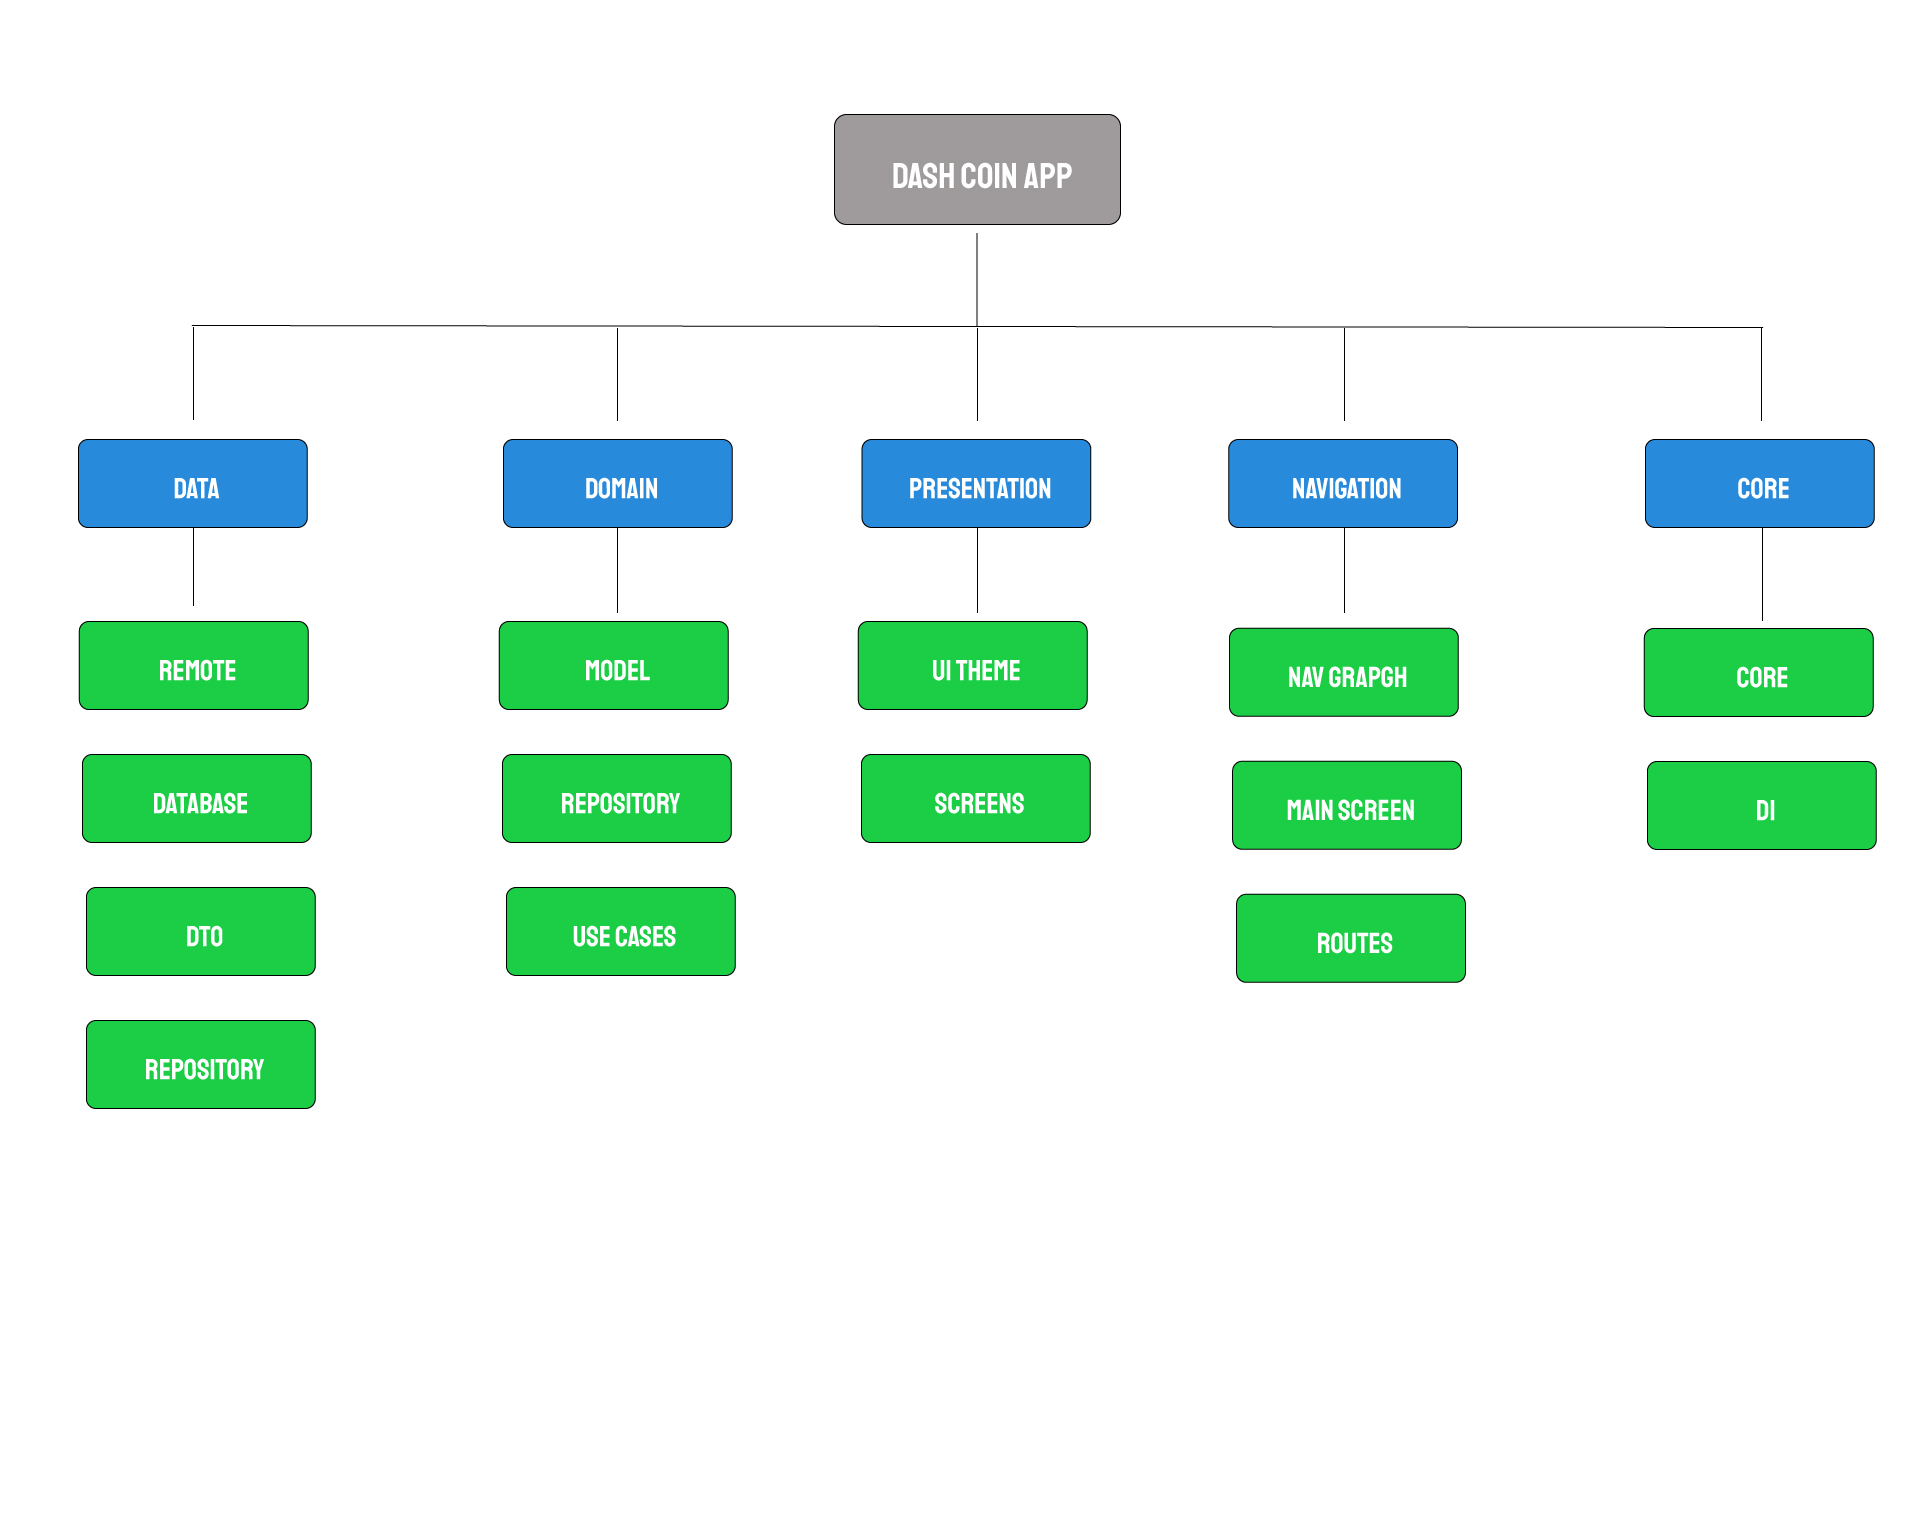 DASH COIN APP
DATA
DOMAIN
PRESENTATION
NAVIGATION
CORE
REMOTE
MODEL
UI THEME
NAV GRAPGH
CORE
DATABASE
REPOSITORY
SCREENS
MAIN SCREEN
DI
DTO
USE CASES
ROUTES
REPOSITORY